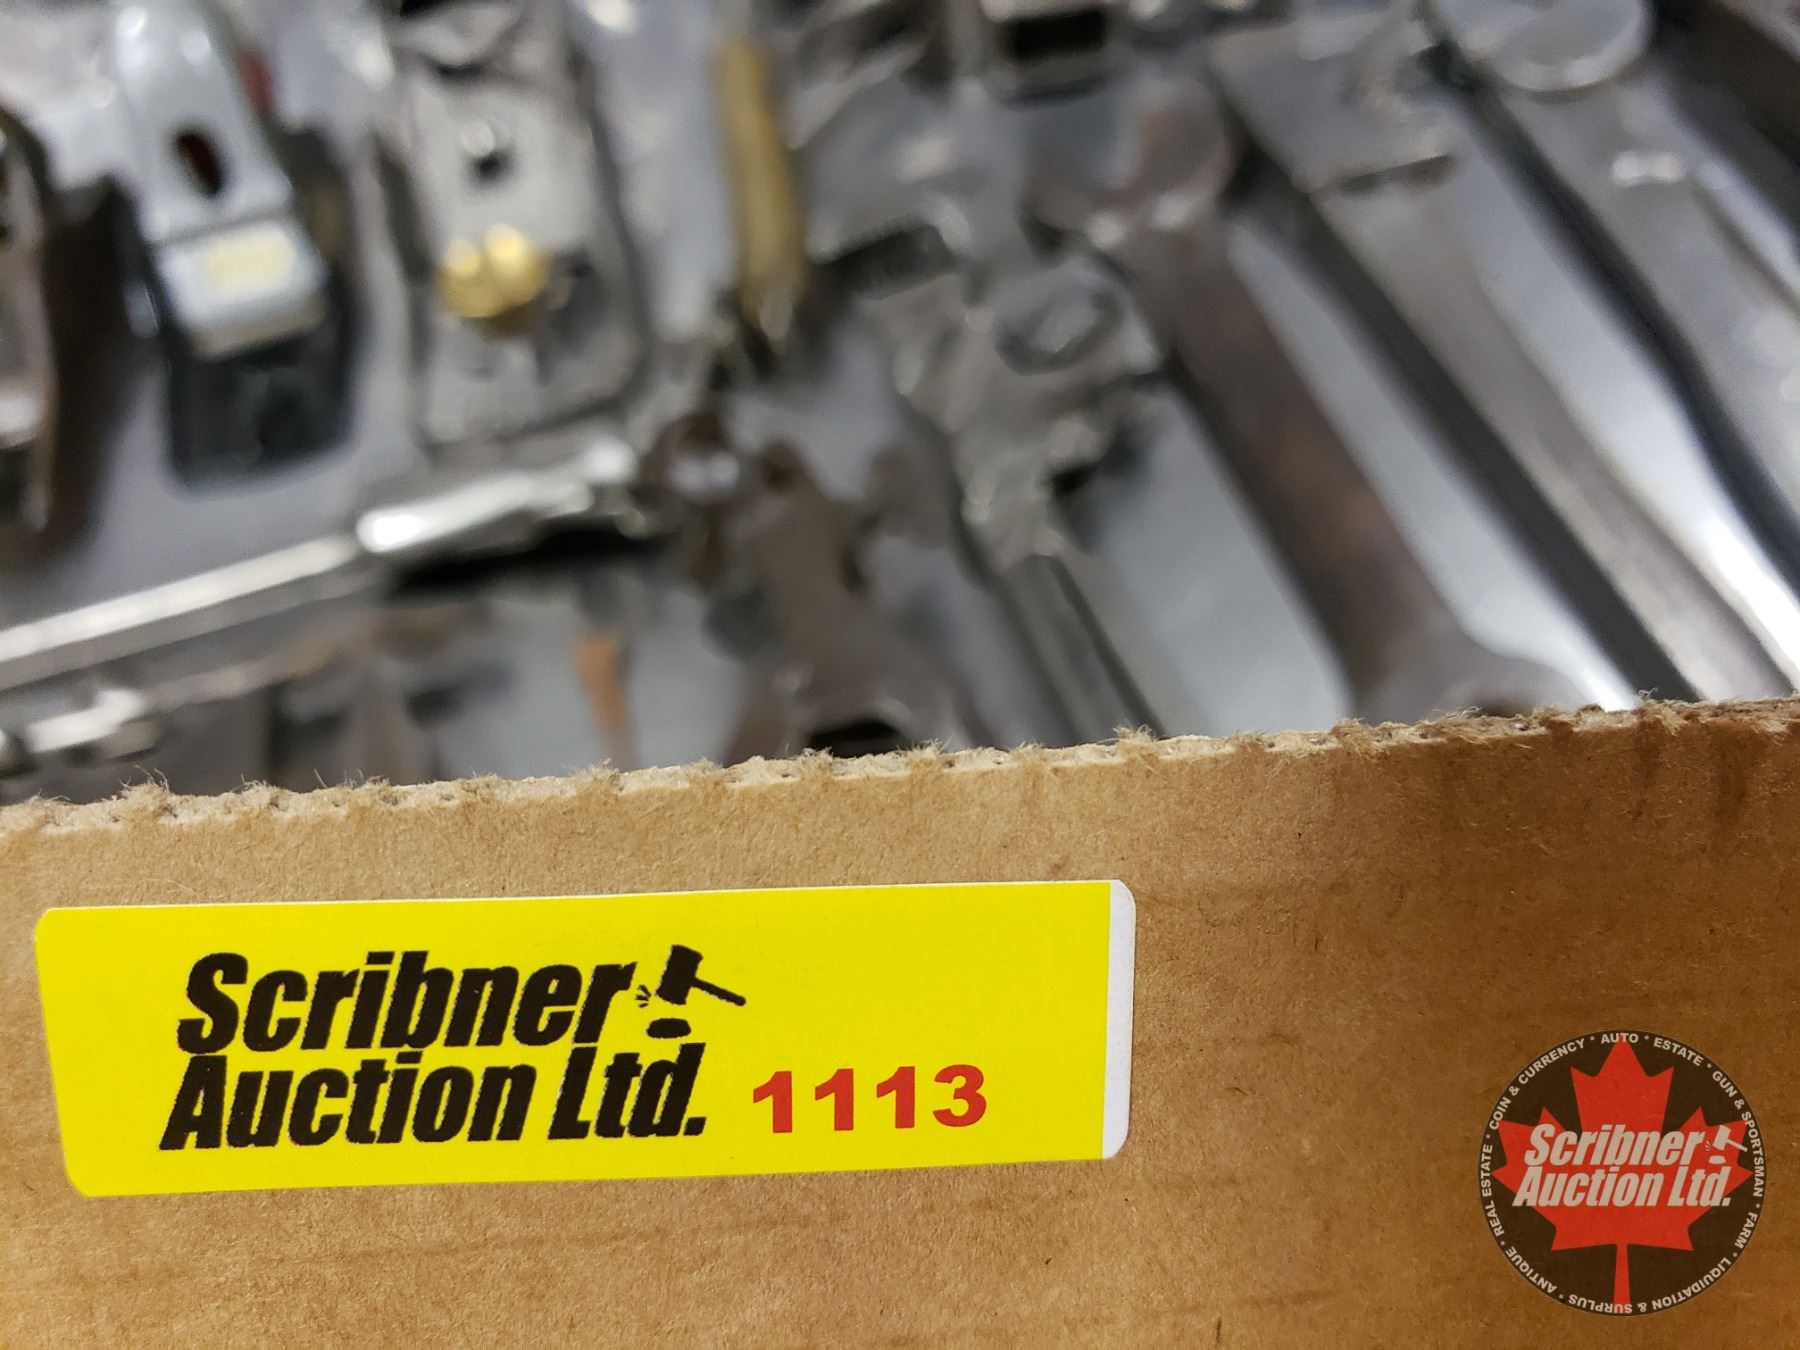 Scribner
Auction Ltd. 1113
* COIN & CURRENCY * AUTO * ESTATE * GUN & SPORTSMAN * FARM * LIQUIDATION & SURPLUS * ANTIQUE * REAL ESTATE
Scribner
Auction Ltd.